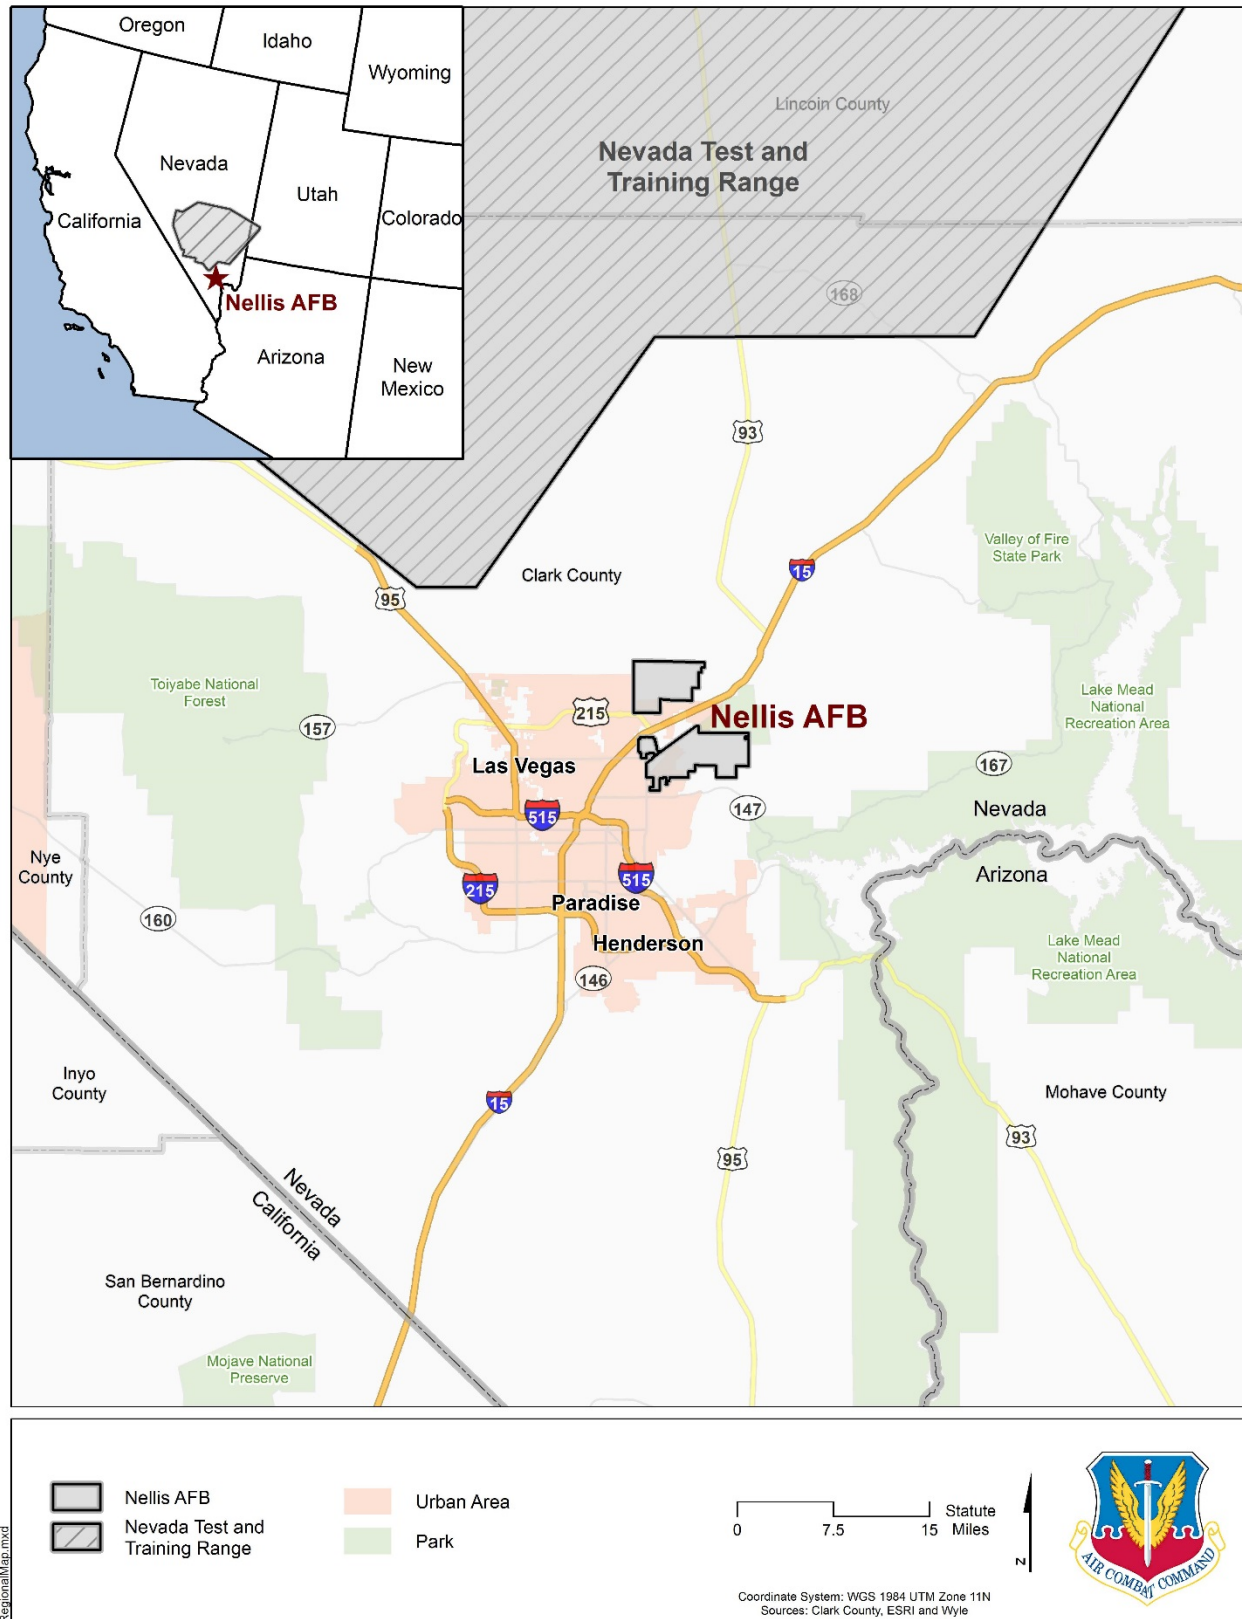 Oregon
Idaho
Wyoming
Nevada
Utah
Colorado
California
Nellis AFB
Arizona
New
Mexico
Lincoin County
Nevada Test and
Training Range
168
93
Valley of Fire
State Park
15
Clark County
95
Toiyabe National
Forest
157
215
Nellis AFB
Lake Mead
National
Recreation Area
Las Vegas
167
147
Nevada
515
Arizona
Nye
County
215
515
Paradise
160
Henderson
Lake Mead
National
Recreation Area
146
Inyo
County
15
Mohave County
93
95
Nevada
California
San Bernardino
County
Mojave National
Preserve
Nellis AFB
Nevada Test and
Training Range
Urban Area
Park
0
7.5
15
Statute
Miles
N
AIR COMBAT COMMAND
Coordinate System: WGS 1984 UTM Zone 11N
Sources: Clark County, ESRI and Wyle
RegionalMap.mxd